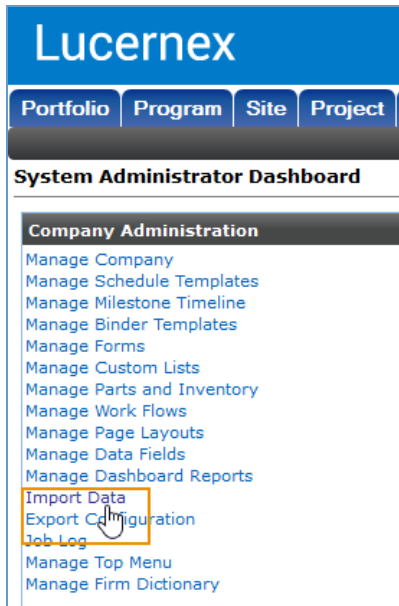 Lucernex
Portfolio Program Site Project
System Administrator Dashboard
Company Administration
Manage Company
Manage Schedule Templates
Manage Milestone Timeline
Manage Binder Templates
Manage Forms
Manage Custom Lists
Manage Parts and Inventory
Manage Work Flows
Manage Page Layouts
Manage Data Fields
Manage Dashboard Reports
Import Data
Export Configuration
Job Log
Manage Top Menu
Manage Firm Dictionary